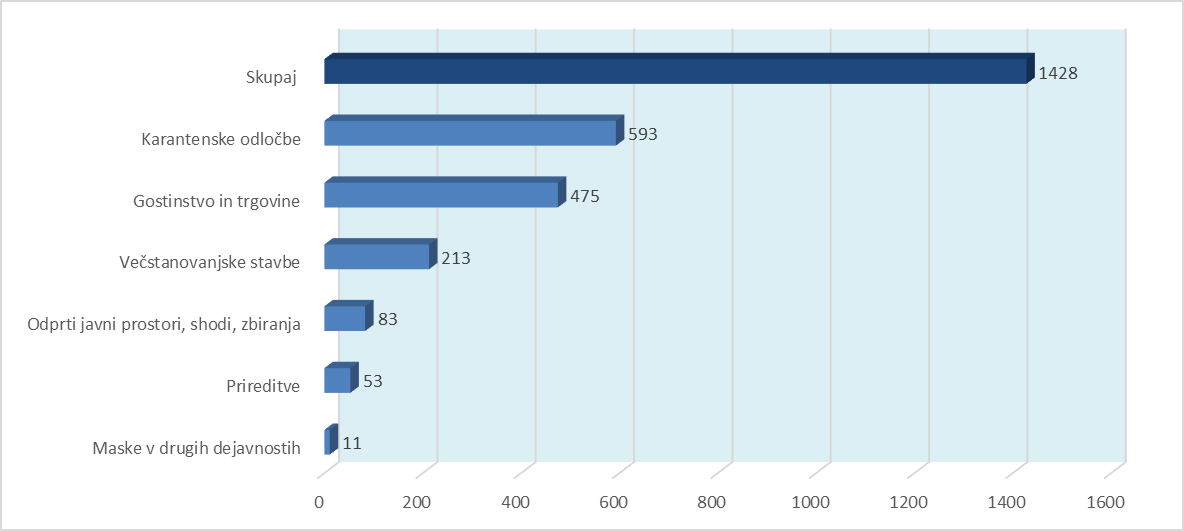 Skupaj 1428
Karantenske odločbe 593
Gostinstvo in trgovine 475
Večstanovanjske stavbe 213
Odprti javni prostori, shodi, zbiranja 83
Prireditve 53
Maske v drugih dejavnostih 11
0 200 400 600 800 1000 1200 1400 1600